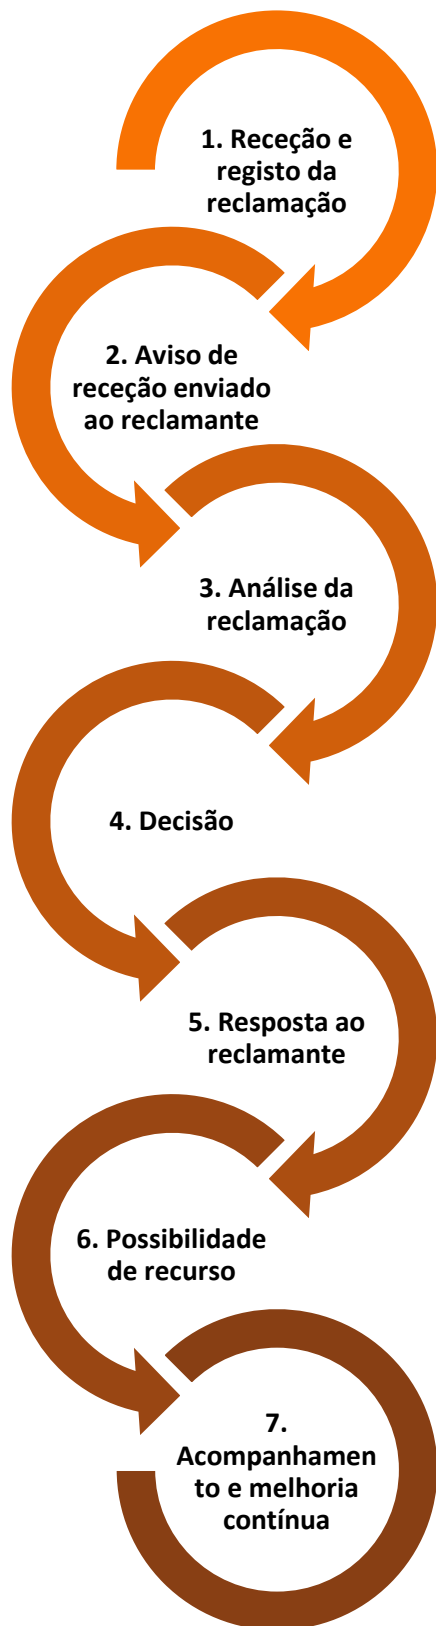 1. Receção e
registo da
reclamação
2. Aviso de
receção enviado
ao reclamante
3. Análise da
reclamação
4. Decisão
5. Resposta ao
reclamante
6. Possibilidade
de recurso
7.
Acompanhamen
to e melhoria
contínua